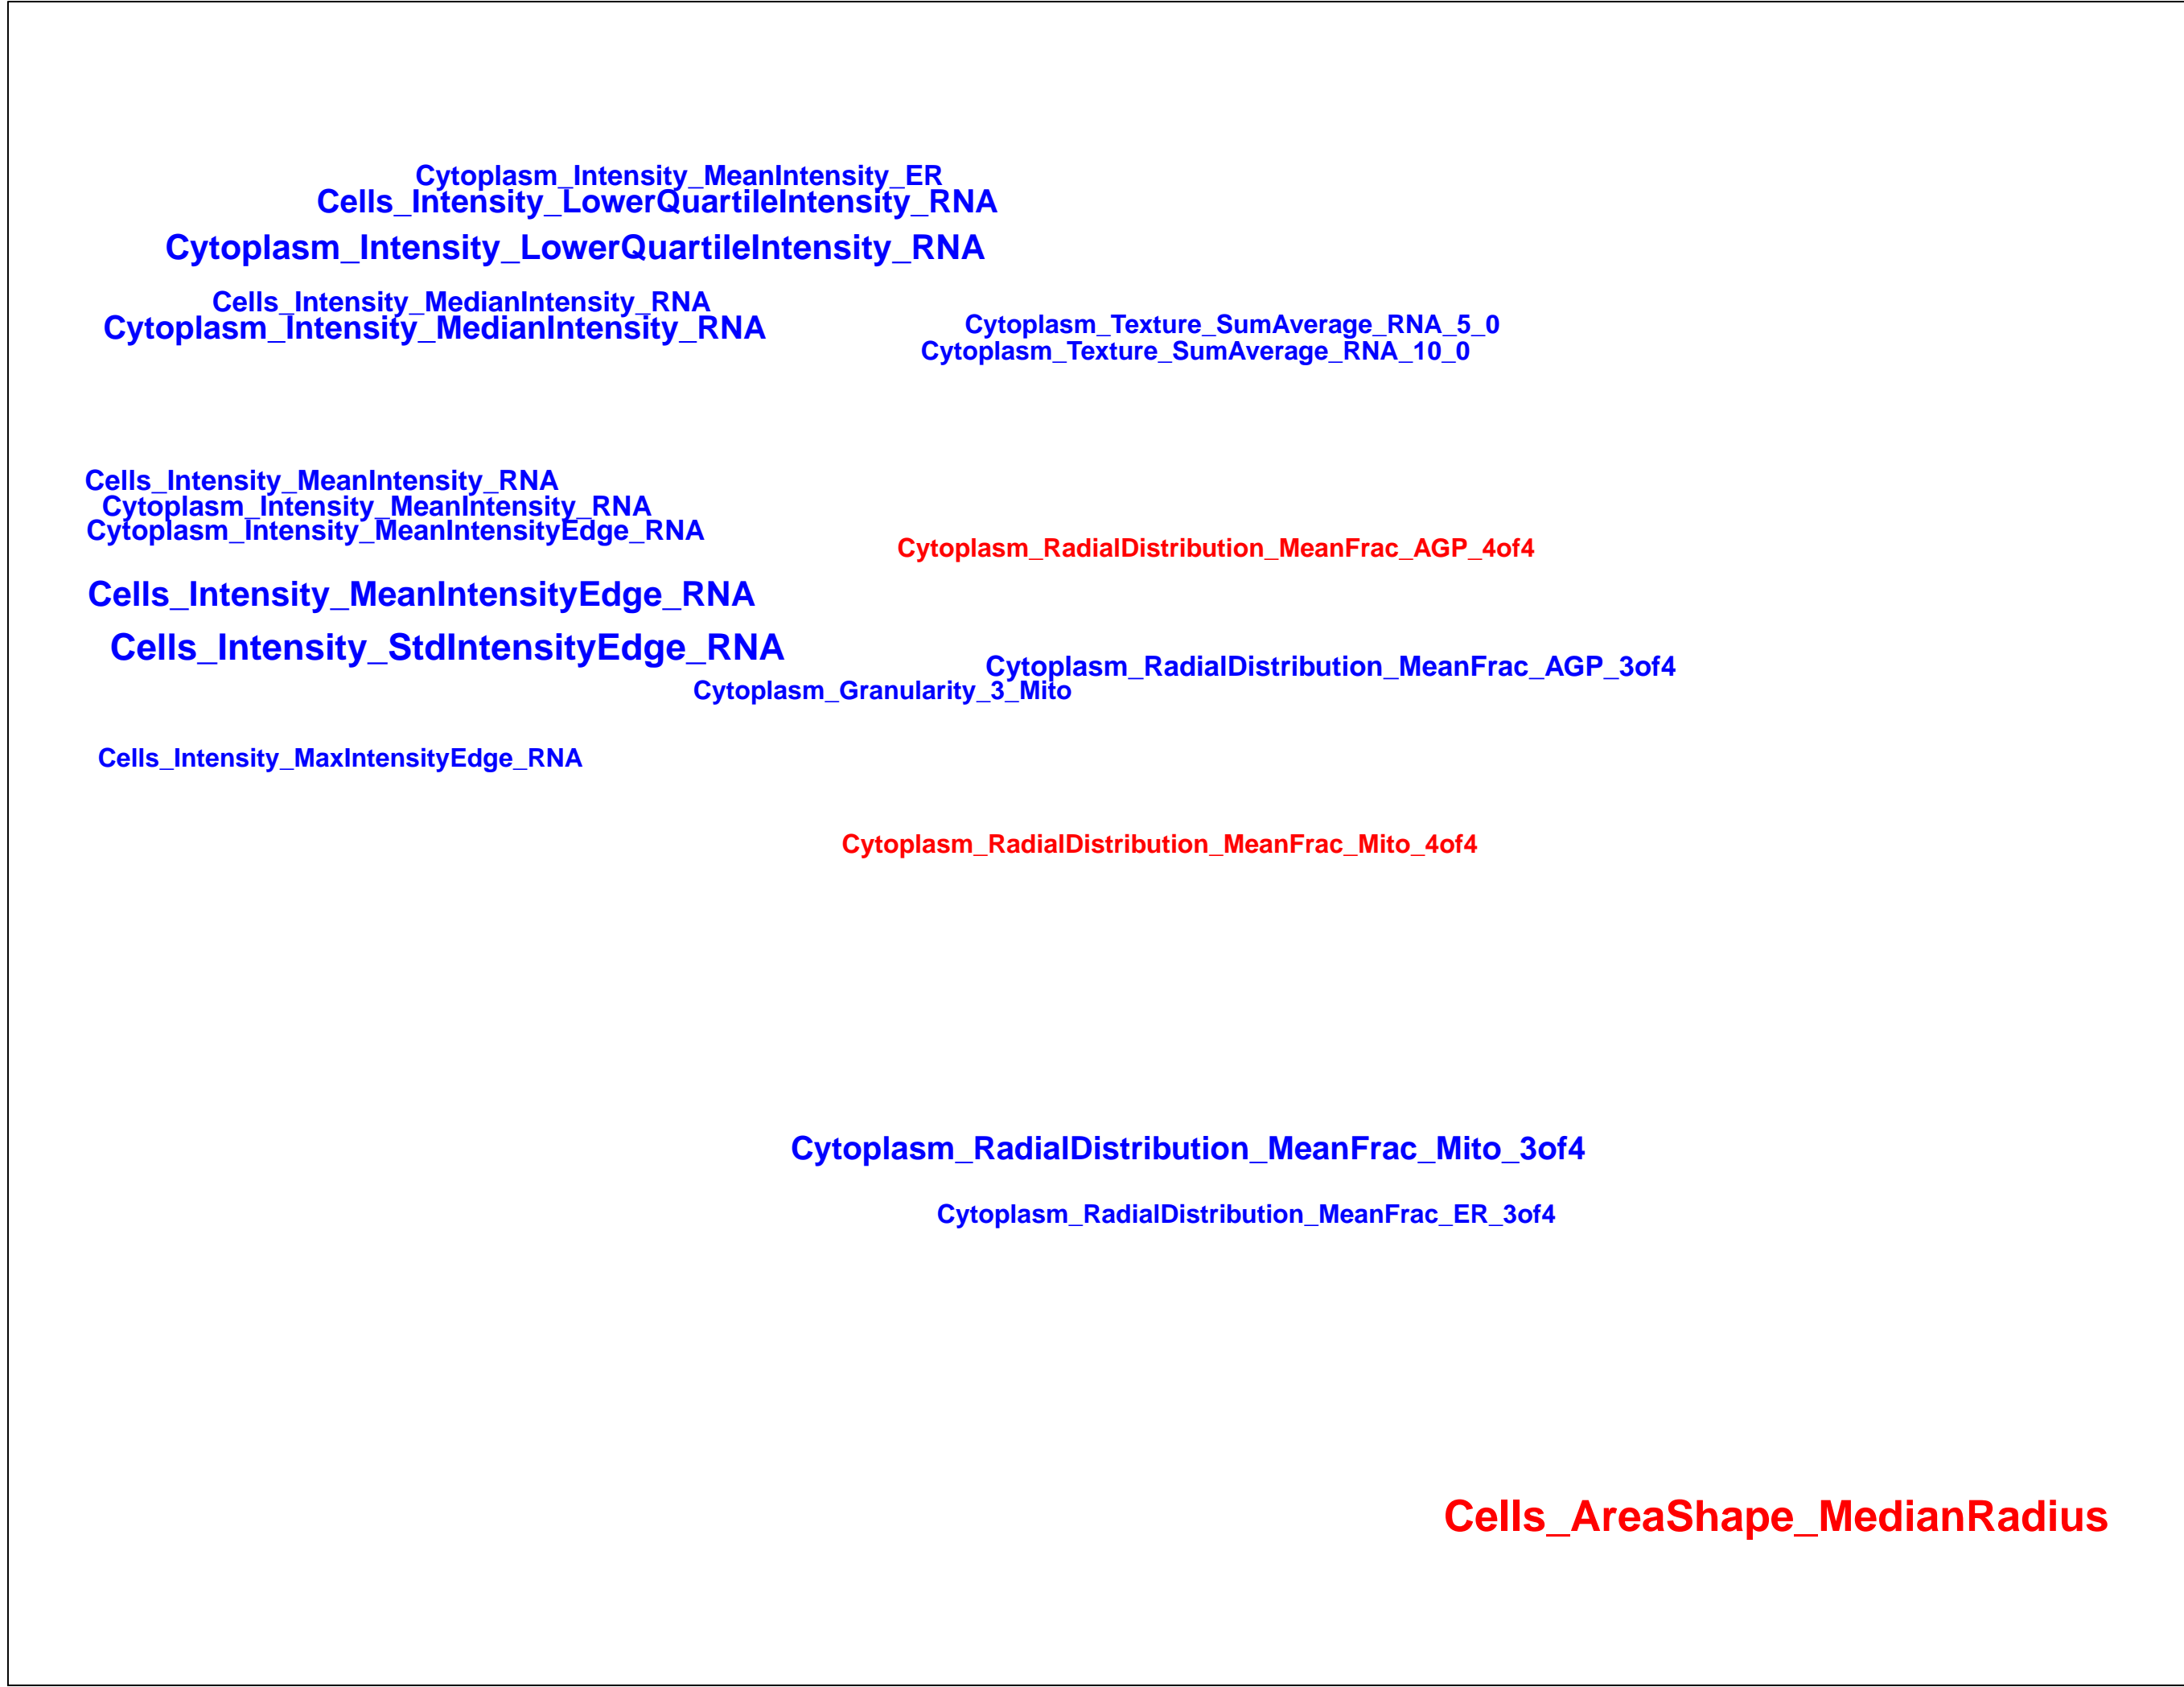 Cytoplasm_Intensity_MeanIntensity_ER
Cells_Intensity_LowerQuartileIntensity_RNA
Cytoplasm_Intensity_LowerQuartileIntensity_RNA
Cells_Intensity_MedianIntensity_RNA
Cytoplasm_Intensity_MedianIntensity_RNA
Cytoplasm_Texture_SumAverage_RNA_5_0
Cytoplasm_Texture_SumAverage_RNA_10_0
Cells_Intensity_MeanIntensity_RNA
Cytoplasm_Intensity_MeanIntensity_RNA
Cytoplasm_Intensity_MeanIntensityEdge_RNA
Cytoplasm_RadialDistribution_MeanFrac_AGP_4of4
Cells_Intensity_MeanIntensityEdge_RNA
Cells_Intensity_StdIntensityEdge_RNA
Cytoplasm_RadialDistribution_MeanFrac_AGP_3of4
Cytoplasm_Granularity_3_Mito
Cells_Intensity_MaxIntensityEdge_RNA
Cytoplasm_RadialDistribution_MeanFrac_Mito_4of4
Cytoplasm_RadialDistribution_MeanFrac_Mito_3of4
Cytoplasm_RadialDistribution_MeanFrac_ER_3of4
Cells_AreaShape_MedianRadius